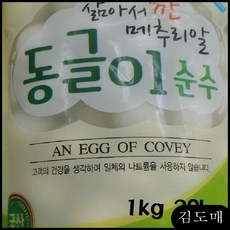 삶아서 깐
메추리알
동글이 순수
AN EGG OF COVEY
고객의 건강을 생각하여 일체의 나트륨을 사용하지 않습니다.
1kg
김도매